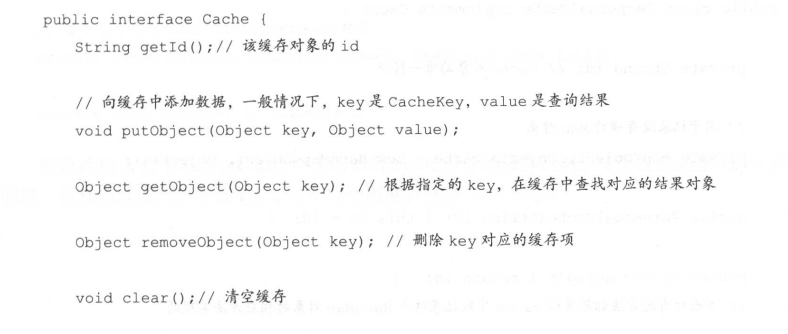 public interface Cache {
String getId();// 该缓存对象的 id
// 向缓存中添加数据，一般情况下，key 是 CacheKey，value 是查询结果
void putObject(Object key, Object value);
Object getObject(Object key); // 根据指定的 key，在缓存中查找对应的结果对象
Object removeObject(Object key); // 删除 key 对应的缓存项
void clear();// 清空缓存